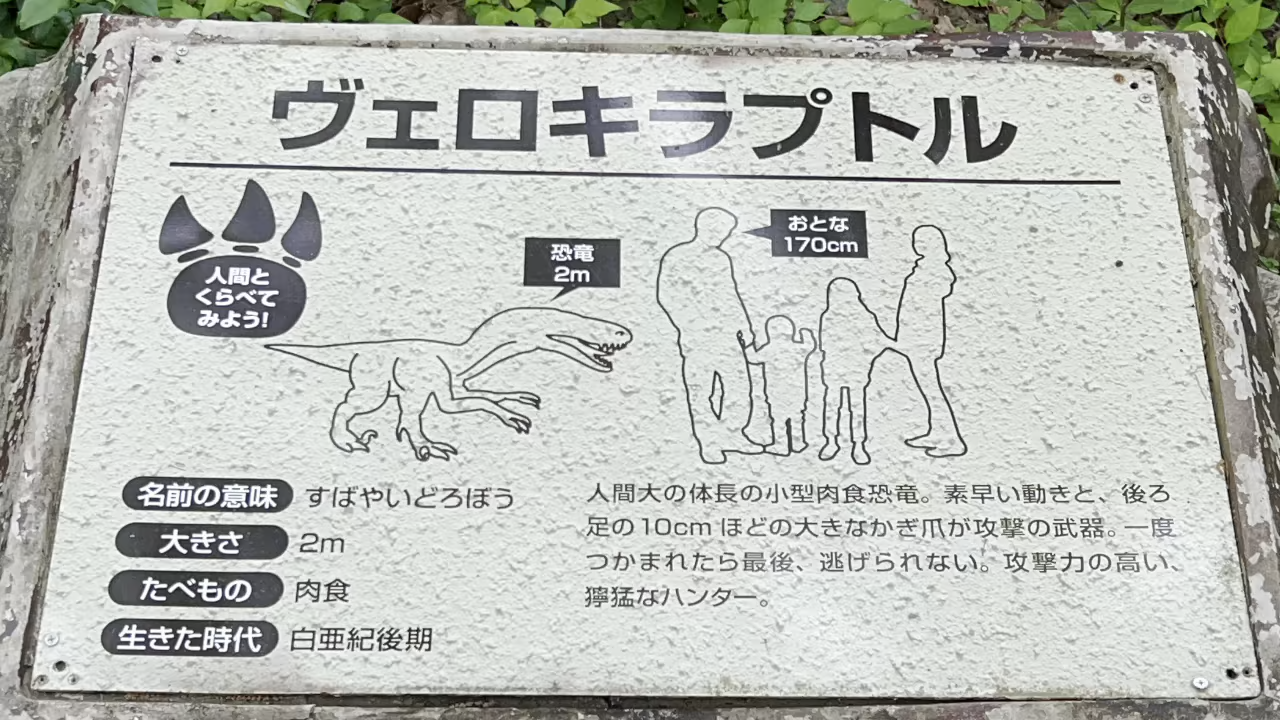 ヴェロキラプトル
人間と
くらべて
みよう!
恐竜
2m
おとな
170cm
名前の意味 すばやいどろぼう
大きさ 2m
たべもの 肉食
生きた時代 白亜紀後期
人間大の体長の小型肉食恐竜。素早い動きと、後ろ
足の10cmほどの大きなかぎ爪が攻撃の武器。一度
つかまれたら最後、逃げられない。攻撃力の高い、
獰猛なハンター。